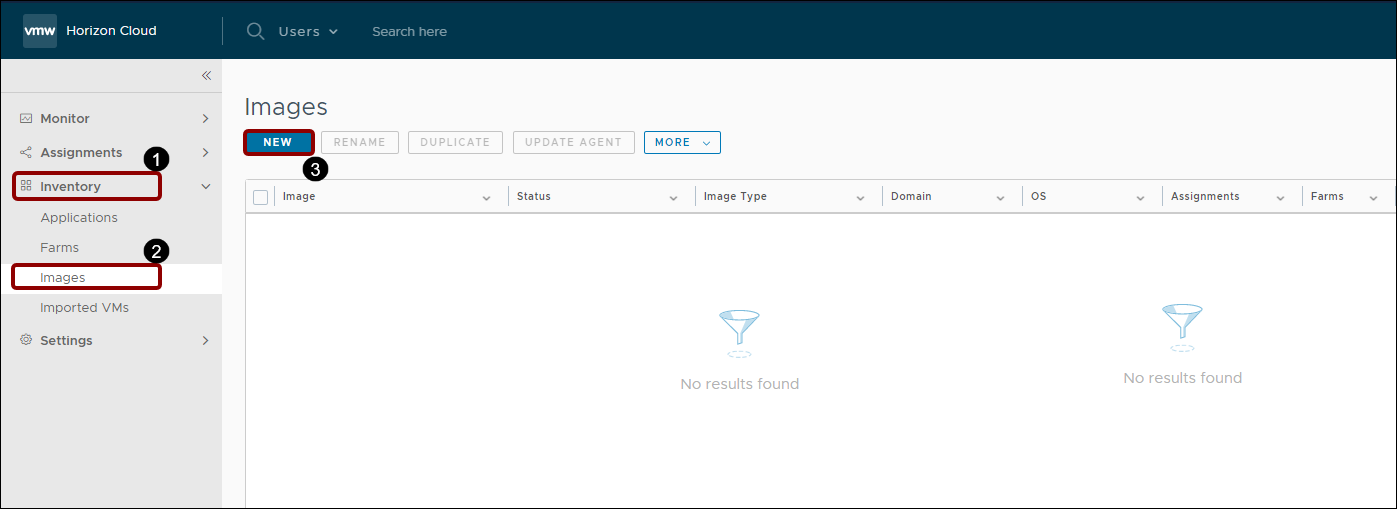 vmw Horizon Cloud Users Search here
Images
NEW RENAME DUPLICATE UPDATE AGENT MORE
3
Monitor
Assignments
1
Inventory
Applications
Farms
2
Images
Imported VMs
Settings
Image Status Image Type Domain OS Assignments Farms
No results found
No results found